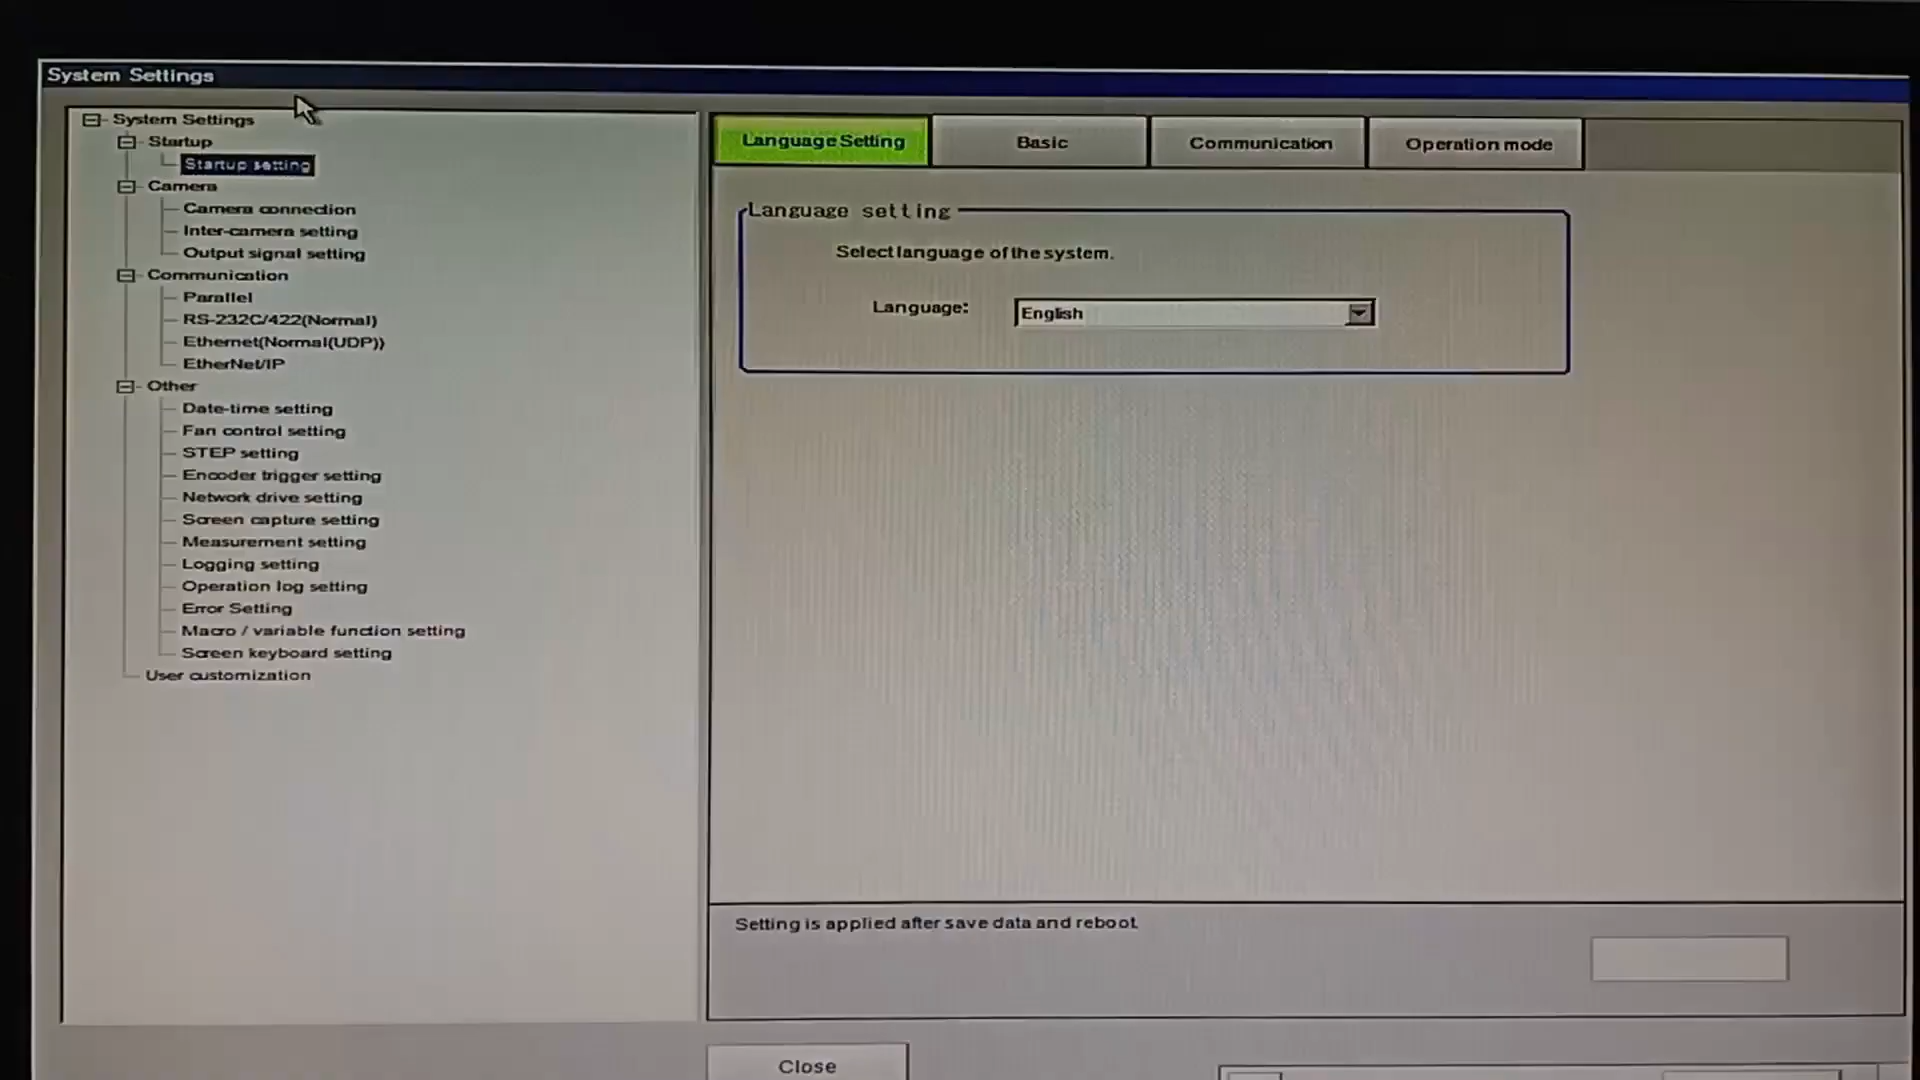 System Settings
System Settings
Startup
Startup setting
Camera
Camera connection
Inter-camera setting
Output signal setting
Communication
Parallel
RS-232C/422(Normal)
Ethernet(Normal(UDP))
EtherNet/IP
Other
Date-time setting
Fan control setting
STEP setting
Encoder trigger setting
Network drive setting
Screen capture setting
Measurement setting
Logging setting
Operation log setting
Error Setting
Macro / variable function setting
Screen keyboard setting
User customization
Language Setting
Basic
Communication
Operation mode
Language setting
Select language of the system.
Language:
English
Setting is applied after save data and reboot.
Close